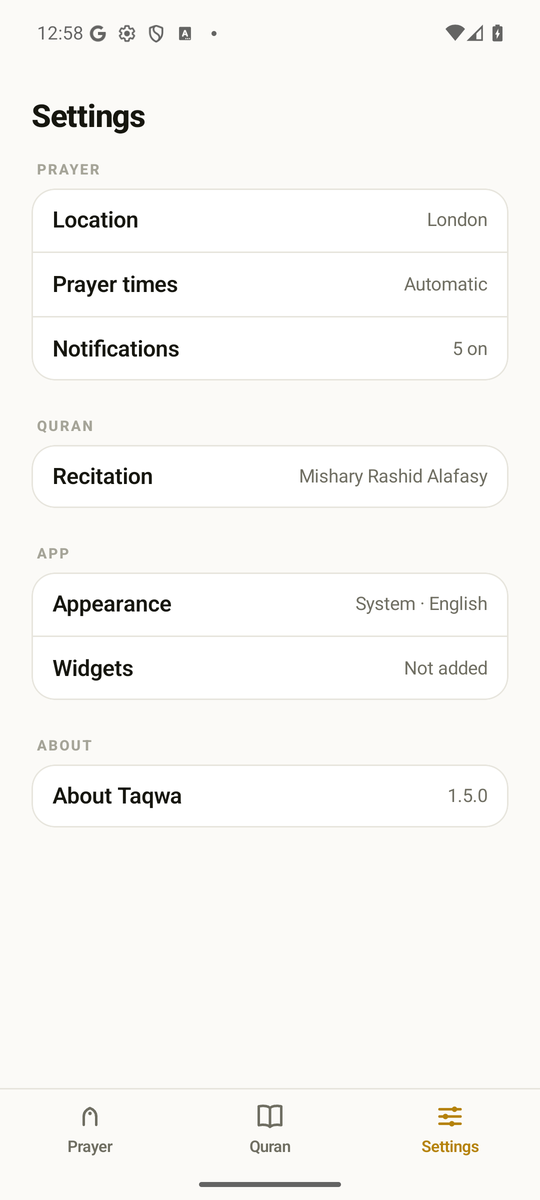 12:58
Settings
PRAYER
Location London
Prayer times Automatic
Notifications 5 on
QURAN
Recitation Mishary Rashid Alafasy
APP
Appearance System · English
Widgets Not added
ABOUT
About Taqwa 1.5.0
Prayer Quran Settings